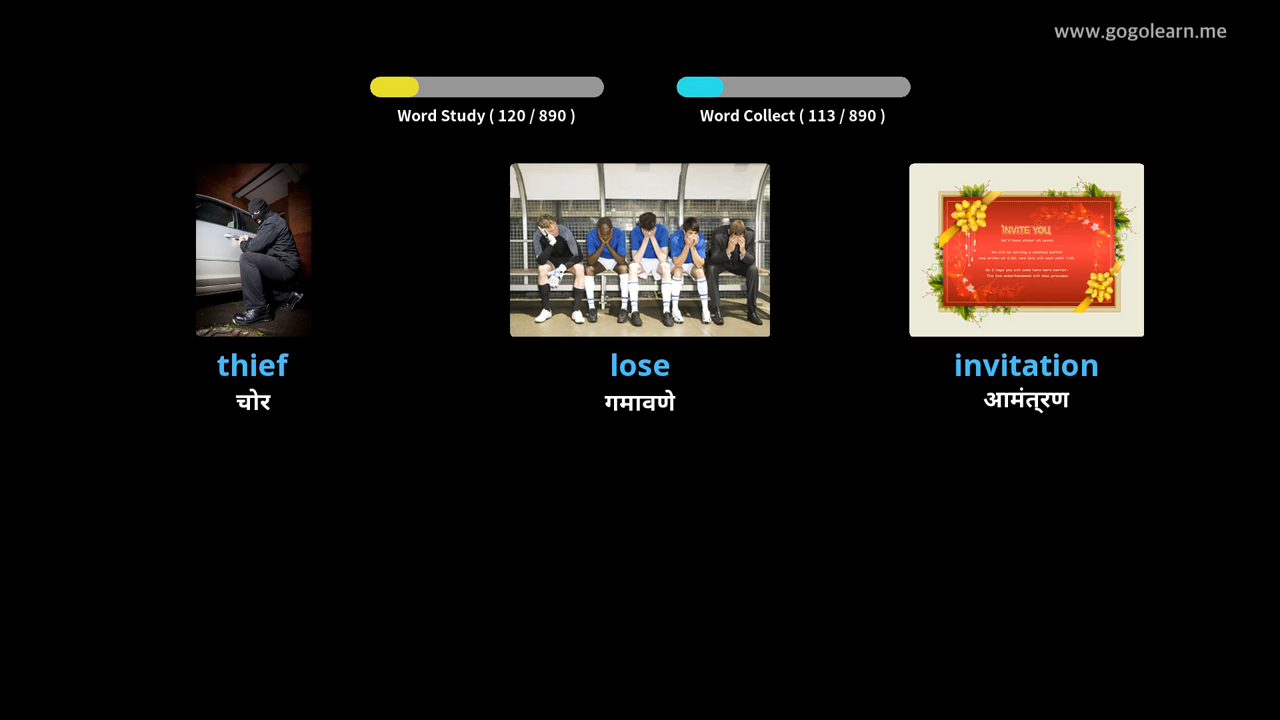 www.gogolearn.me
Word Study ( 120 / 890 )
Word Collect ( 113 / 890 )
INVITE YOU
thief
lose
invitation
चोर
गमावणे
आमंत्रण